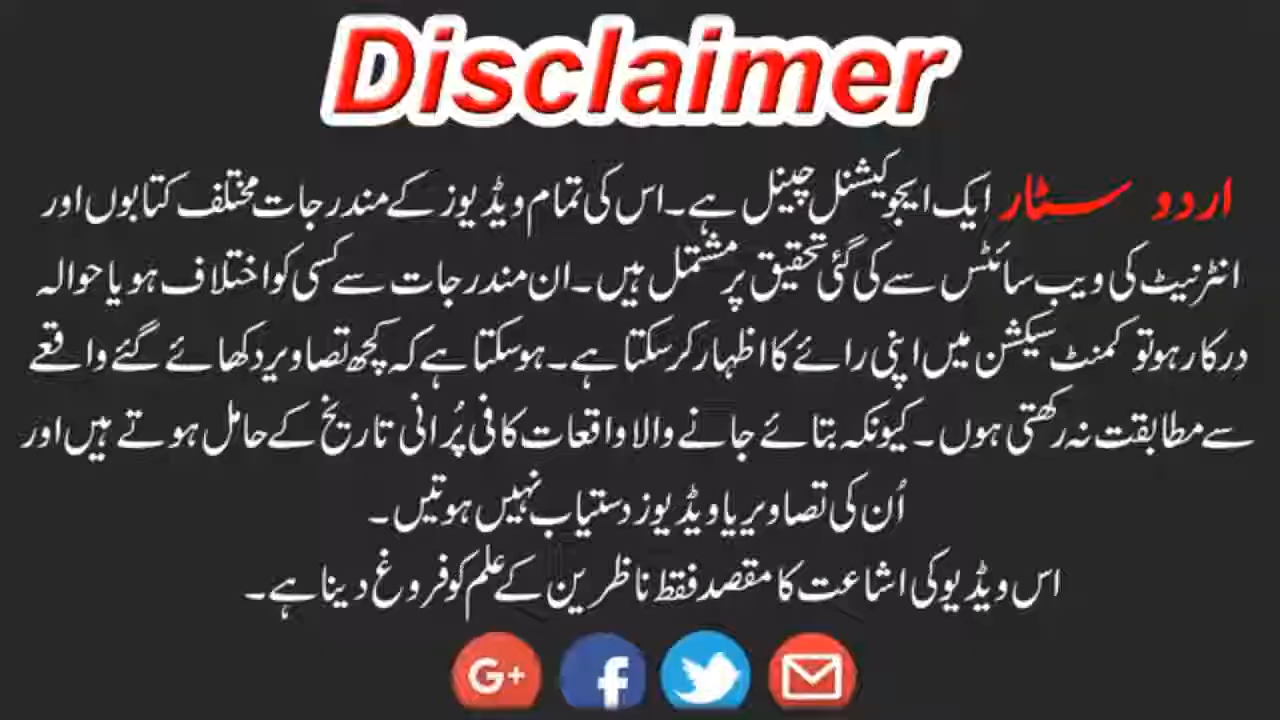 Disclaimer
اردو سٹار ایک ایجوکیشنل چینل ہے۔اس کی تمام ویڈیوز کے مندرجات مختلف کتابوں اور
انٹرنیٹ کی ویب سائٹس سے کی گئی تحقیق پر مشتمل ہیں۔ان مندرجات سے کسی کو اختلاف ہو یا حوالہ
درکار ہو تو کمنٹ سیکشن میں اپنی رائے کا اظہار کر سکتا ہے۔ ہو سکتا ہے کہ کچھ تصاویر دکھائے گئے واقعے
سے مطابقت نہ رکھتی ہوں۔ کیونکہ بتائے جانے والا واقعات کافی پُرانی تاریخ کے حامل ہوتے ہیں اور
اُن کی تصاویر یا ویڈیوز دستیاب نہیں ہوتیں۔
اس ویڈیو کی اشاعت کا مقصد فقط ناظرین کے علم کو فروغ دینا ہے۔
G+ f